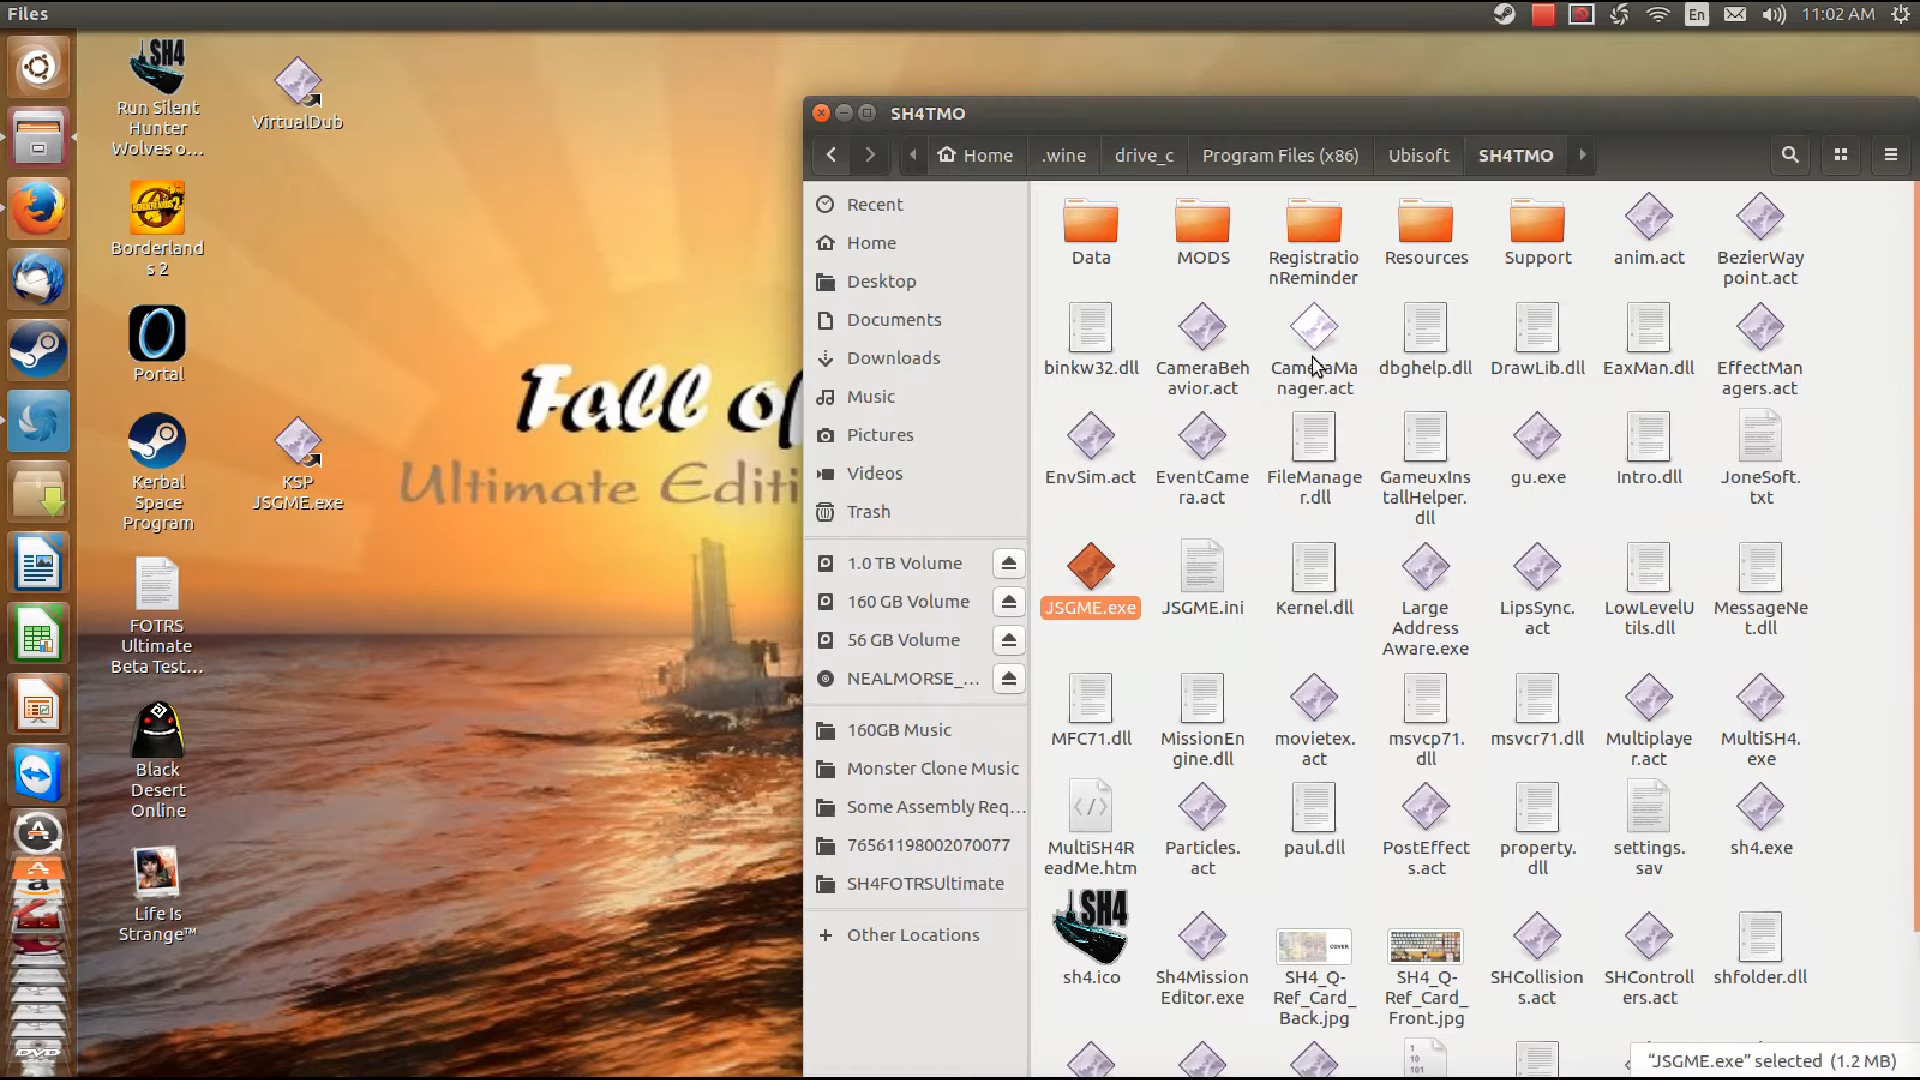 Files
En
11:02 AM
SH4
Run Silent
Hunter
Wolves o...
VirtualDub
Borderland
s 2
Portal
Kerbal
Space
Program
KSP
JSGME.exe
FOTRS
Ultimate
Beta Test...
Black
Desert
Online
Life Is
Strange™
Fall of
Ultimate Editi
SH4TMO
Home
.wine
drive_c
Program Files (x86)
Ubisoft
SH4TMO
Recent
Home
Desktop
Documents
Downloads
Music
Pictures
Videos
Trash
1.0 TB Volume
160 GB Volume
56 GB Volume
NEALMORSE_...
160GB Music
Monster Clone Music
Some Assembly Req...
76561198002070077
SH4FOTRSUltimate
Other Locations
Data
MODS
Registratio
nReminder
Resources
Support
anim.act
BezierWay
point.act
binkw32.dll
CameraBeh
avior.act
CameraMa
nager.act
dbghelp.dll
DrawLib.dll
EaxMan.dll
EffectMan
agers.act
EnvSim.act
EventCame
ra.act
FileManage
r.dll
GameuxIns
tallHelper.
dll
gu.exe
Intro.dll
JoneSoft.
txt
JSGME.exe
JSGME.ini
Kernel.dll
Large
Address
Aware.exe
LipsSync.
act
LowLevelU
tils.dll
MessageNe
t.dll
MFC71.dll
MissionEn
gine.dll
movietex.
act
msvcp71.
dll
msvcr71.dll
Multiplaye
r.act
MultiSH4.
exe
MultiSH4R
eadMe.htm
Particles.
act
paul.dll
PostEffect
s.act
property.
dll
settings.
sav
sh4.exe
SH4
sh4.ico
Sh4Mission
Editor.exe
COVER
SH4_Q-
Ref_Card_
Back.jpg
SH4_Q-
Ref_Card_
Front.jpg
SHCollision
s.act
SHControll
ers.act
shfolder.dll
"JSGME.exe" selected (1.2 MB)